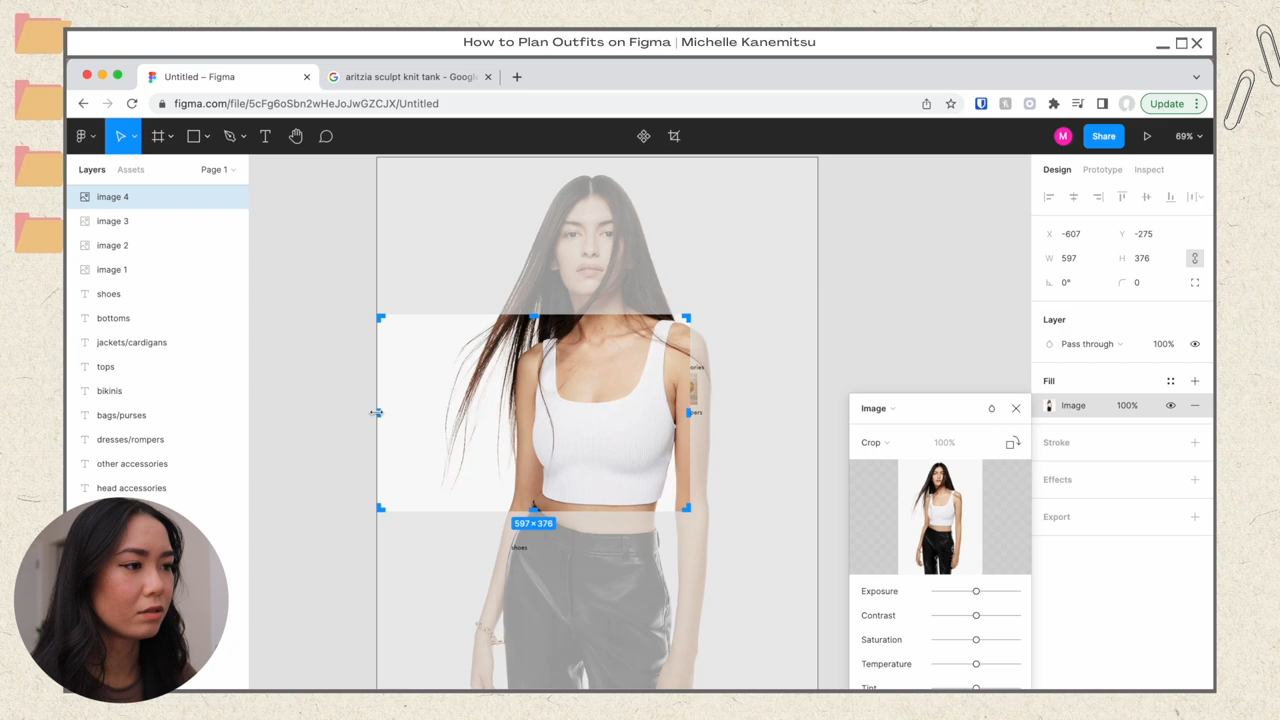 How to Plan Outfits on Figma | Michelle Kanemitsu
Untitled – Figma
aritzia sculpt knit tank - Google
figma.com/file/5cFg6oSbn2wHeJoJwGZCJX/Untitled
Update
M
Share
69%
Layers
Assets
Page 1
image 4
image 3
image 2
image 1
shoes
bottoms
jackets/cardigans
tops
bikinis
bags/purses
dresses/rompers
other accessories
head accessories
597 × 376
shoes
Design
Prototype
Inspect
X -607
Y -275
W 597
H 376
0°
0
Layer
Pass through
100%
Fill
Image
100%
Stroke
Effects
Export
Image
Crop
100%
Exposure
Contrast
Saturation
Temperature